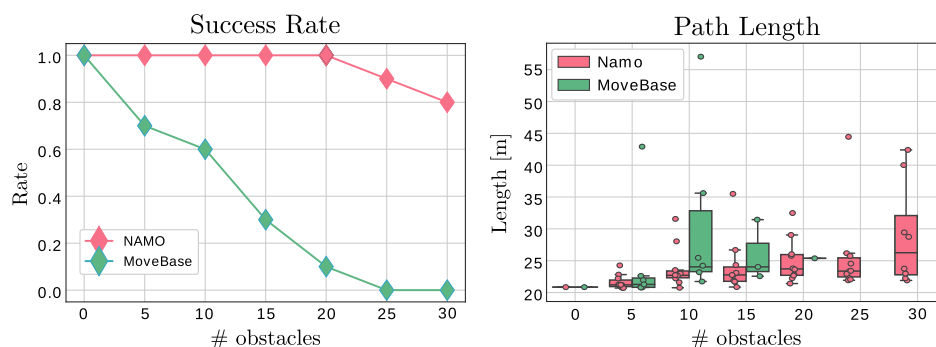 Success Rate
1.0
0.8
0.6
0.4
0.2
0.0
Rate
NAMO
MoveBase
0 5 10 15 20 25 30
# obstacles
Path Length
55
50
45
40
35
30
25
20
Length [m]
Namo
MoveBase
0 5 10 15 20 25 30
# obstacles